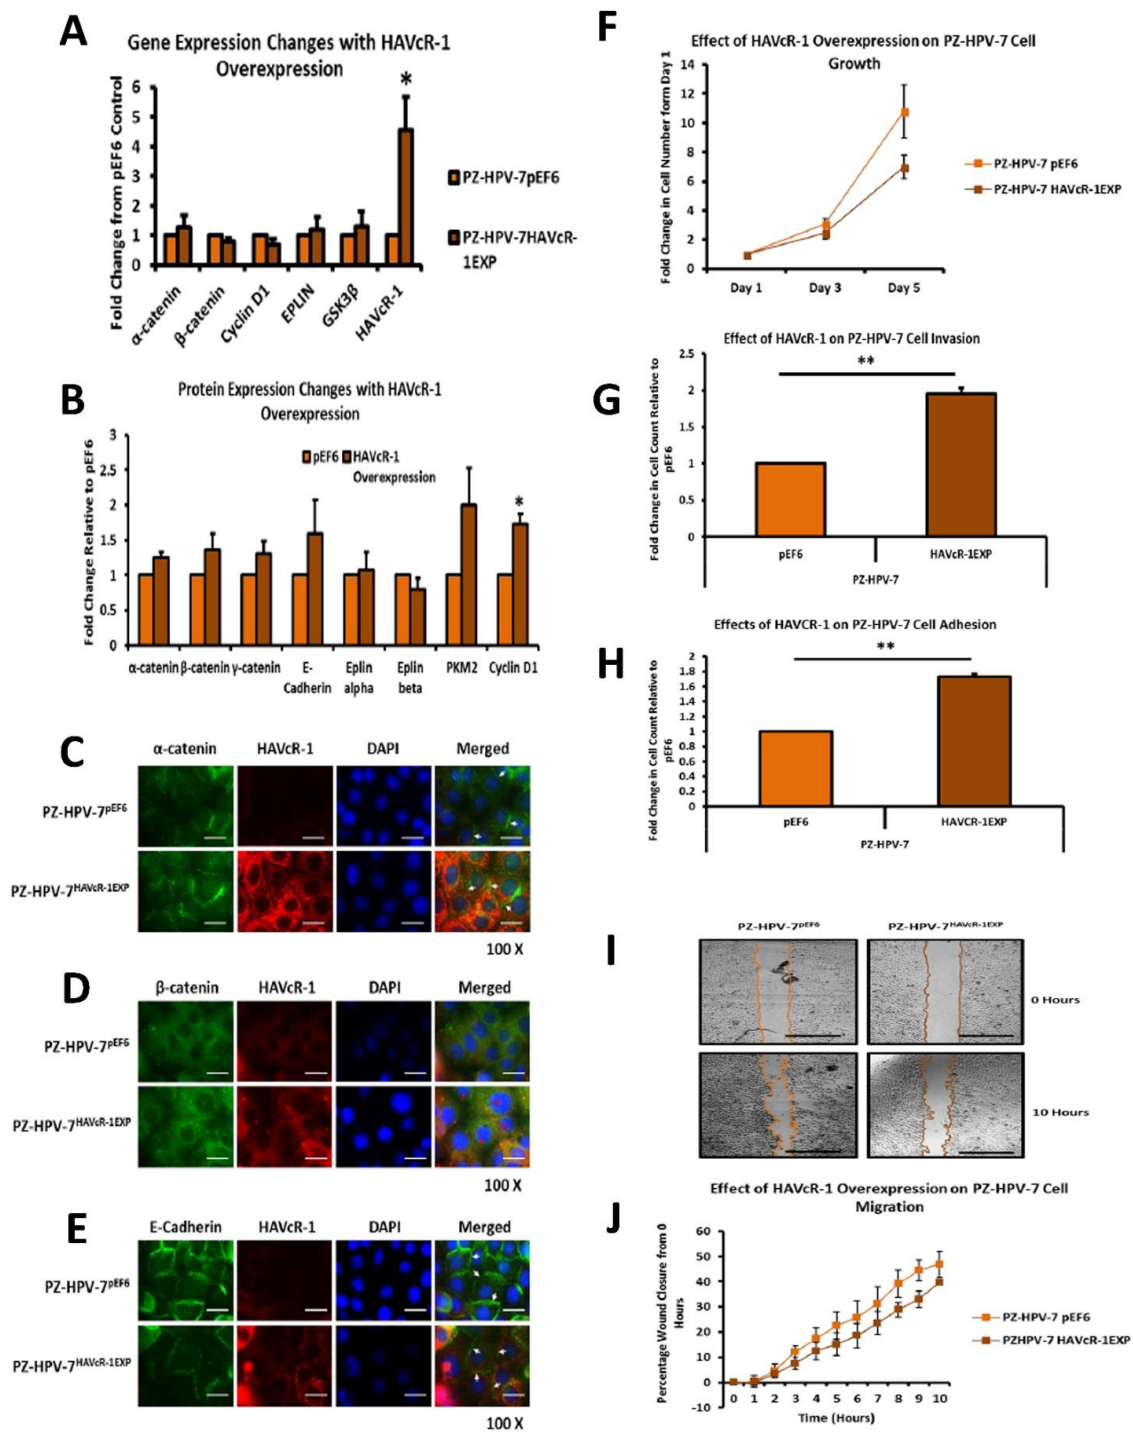 A
Gene Expression Changes with HAVcR-1
Overexpression
Fold Change from pEF6 Control
6
5
4
3
2
1
0
*
α-catenin
β-catenin
Cyclin D1
EPLIN
GSK3β
HAVcR-1
PZ-HPV-7pEF6
PZ-HPV-7HAVcR-
1EXP
B
Protein Expression Changes with HAVcR-1
Overexpression
Fold Change Relative to pEF6
3
2.5
2
1.5
1
0.5
0
pEF6
HAVcR-1
Overexpression
*
α-catenin
β-catenin
γ-catenin
E-
Cadherin
Eplin
alpha
Eplin
beta
PKM2
Cyclin D1
C
α-catenin HAVcR-1 DAPI Merged
PZ-HPV-7pEF6
PZ-HPV-7HAVcR-1EXP
100 X
D
β-catenin HAVcR-1 DAPI Merged
PZ-HPV-7pEF6
PZ-HPV-7HAVcR-1EXP
100 X
E
E-Cadherin HAVcR-1 DAPI Merged
PZ-HPV-7pEF6
PZ-HPV-7HAVcR-1EXP
100 X
F
Effect of HAVcR-1 Overexpression on PZ-HPV-7 Cell
Growth
Fold Change in Cell Number form Day 1
14
12
10
8
6
4
2
0
Day 1 Day 3 Day 5
PZ-HPV-7 pEF6
PZ-HPV-7 HAVcR-1EXP
G
Effect of HAVcR-1 on PZ-HPV-7 Cell Invasion
Fold Change in Cell Count Relative to
pEF6
2.5
2
1.5
1
0.5
0
**
pEF6 HAVcR-1EXP
PZ-HPV-7
H
Effects of HAVCR-1 on PZ-HPV-7 Cell Adhesion
Fold Change in Cell Count Relative to
pEF6
2
1.8
1.6
1.4
1.2
1
0.8
0.6
0.4
0.2
0
**
pEF6 HAVCR-1EXP
PZ-HPV-7
I
PZ-HPV-7pEF6 PZ-HPV-7HAVcR-1EXP
0 Hours
10 Hours
J
Effect of HAVcR-1 Overexpression on PZ-HPV-7 Cell
Migration
Percentage Wound Closure from 0
Hours
60
50
40
30
20
10
0
-10
0 1 2 3 4 5 6 7 8 9 10
Time (Hours)
PZ-HPV-7 pEF6
PZHPV-7 HAVcR-1EXP